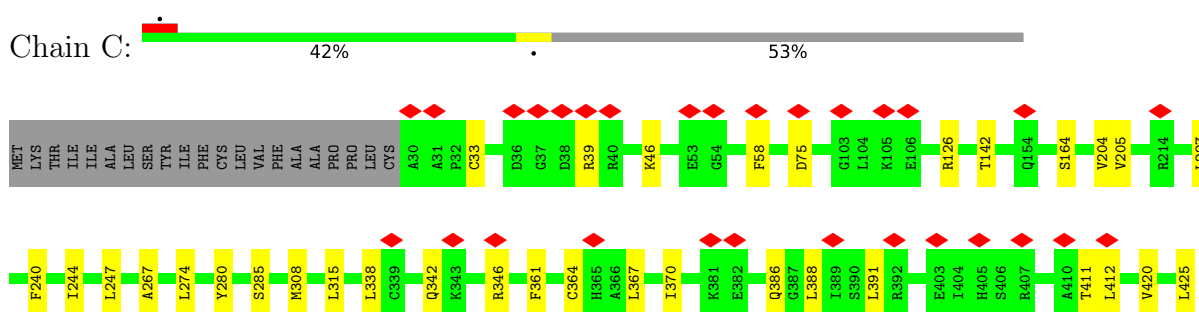 Chain C:
42%
53%
MET LYS THR ILE ILE ALA LEU SER TYR ILE PHE CYS LEU VAL PHE ALA ALA PRO PRO LEU CYS A30 A31 P32 C33 D36 G37 D38 R39 R40 K46 E53 G54 F58 D75 G103 L104 K105 E106 R126 T142 Q154 S164 V204 V205 R214
F240 I244 L247 A267 L274 Y280 S285 M308 L315 L338 C339 Q342 K343 R346 F361 C364 H365 A366 L367 I370 K381 E382 Q386 G387 L388 I389 S390 L391 R392 E403 I404 H405 S406 R407 A410 T411 L412 V420 L425